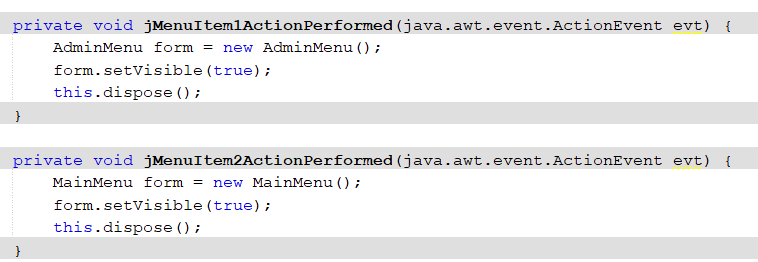 private void jMenuItem1ActionPerformed(java.awt.event.ActionEvent evt) {
    AdminMenu form = new AdminMenu();
    form.setVisible(true);
    this.dispose();
}
private void jMenuItem2ActionPerformed(java.awt.event.ActionEvent evt) {
    MainMenu form = new MainMenu();
    form.setVisible(true);
    this.dispose();
}